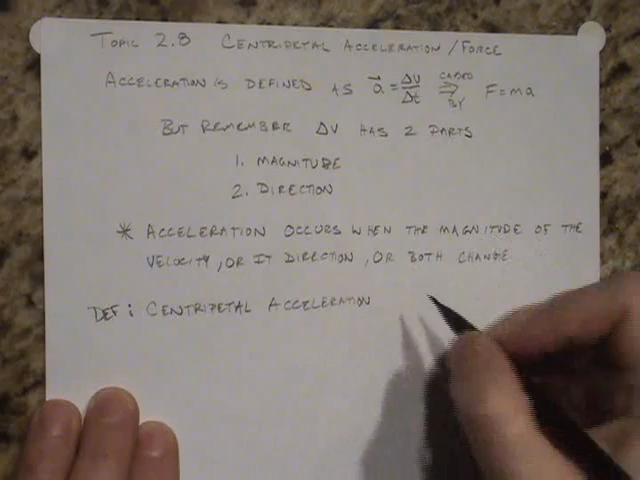 TOPIC 2.8 CENTRIPETAL ACCELERATION/FORCE
ACCELERATION IS DEFINED AS a⃗ = ΔV/Δt CAUSED BY ⇒ F=ma
BUT REMEMBER ΔV HAS 2 PARTS
1. MAGNITUDE
2. DIRECTION
* ACCELERATION OCCURS WHEN THE MAGNITUDE OF THE
VELOCITY, OR IT DIRECTION, OR BOTH CHANGE
DEF: CENTRIPETAL ACCELERATION